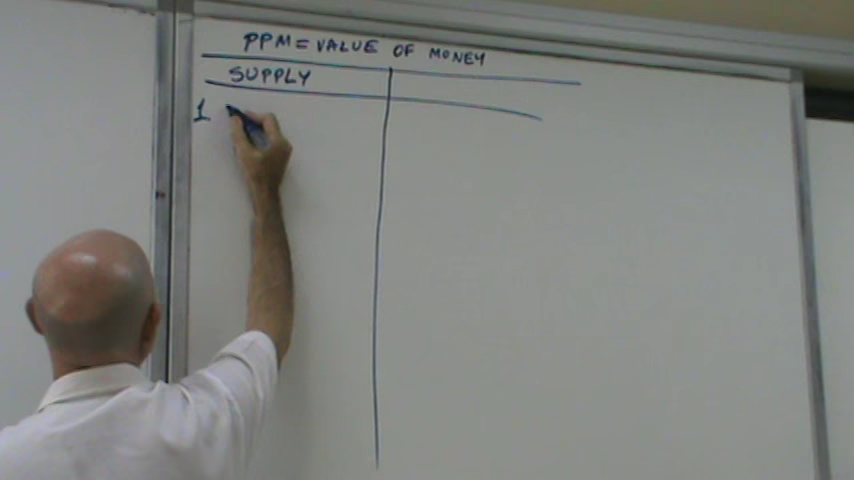 PPM = VALUE OF MONEY
SUPPLY
1